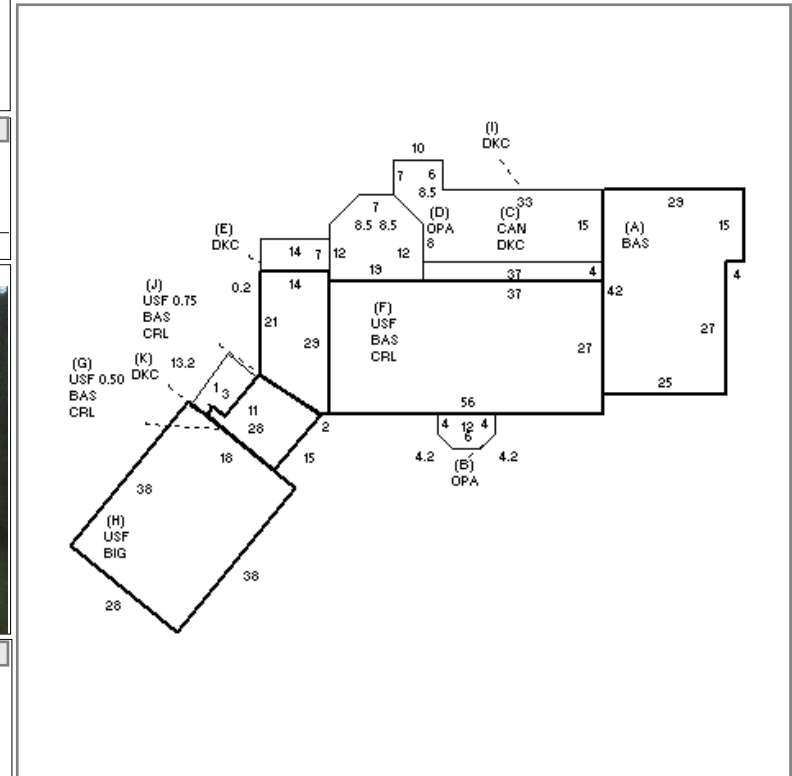 (I)
DKC
10
7 6
8.5
33
29
7
(D)
OPA
8
(C)
CAN
DKC
15
(A)
BAS
15
8.5 8.5
(E)
DKC
14 7
12 12
19
37
4
4
0.2
14
37
42
(J)
USF 0.75
BAS
CRL
21
29
(F)
USF
BAS
CRL
27
27
(G)
USF 0.50
BAS
CRL
(K)
DKC
13.2
1
3
25
11
28
56
2
4 12 4
6
18
15
4.2
(B)
OPA
4.2
38
(H)
USF
BIG
38
28